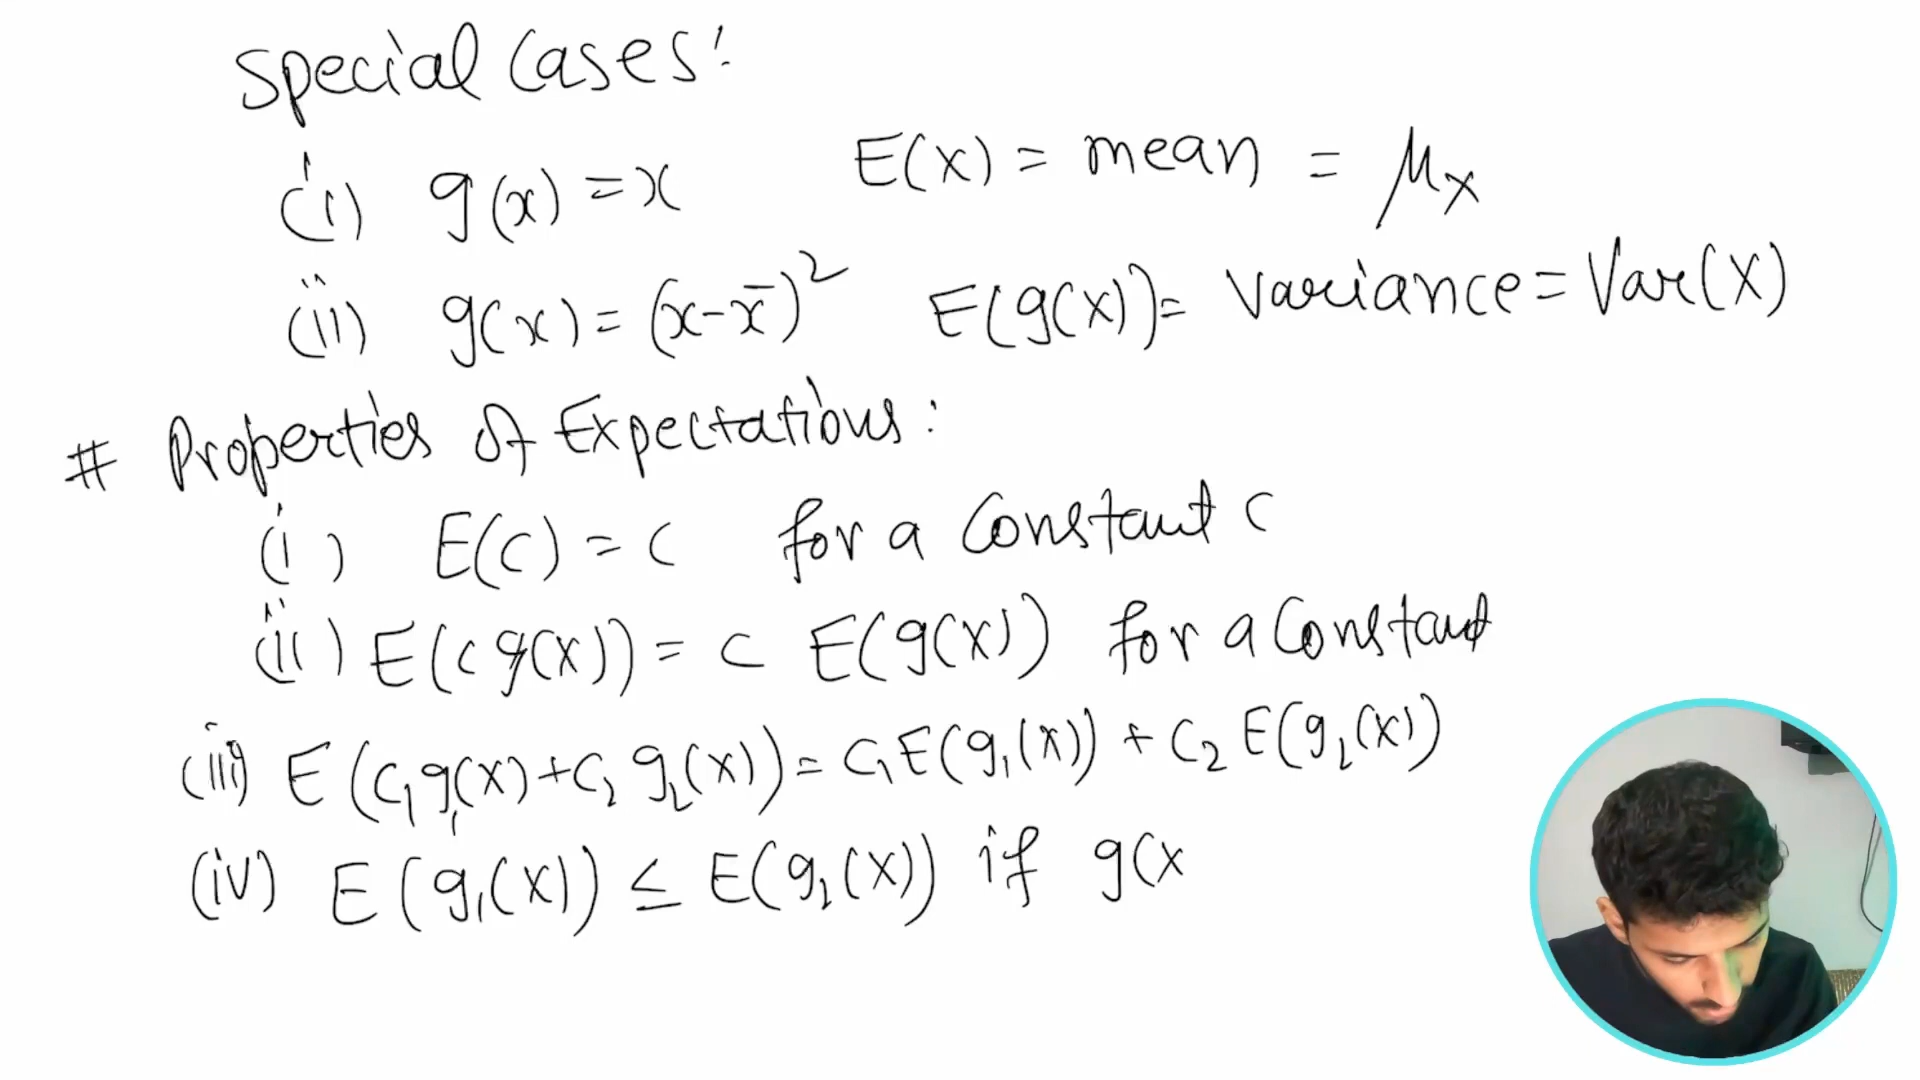 Special Cases:
(i) g(x) = x E(X) = mean = μ_X
(ii) g(x) = (x-x̄)² E(g(X)) = Variance = Var(X)
# Properties of Expectations:
(i) E(c) = c for a Constant c
(ii) E(c g(X)) = c E(g(X)) for a Constant
(iii) E(c₁g₁(X)+c₂ g₂(X)) = c₁E(g₁(X)) + c₂ E(g₂(X))
(iv) E(g₁(X)) ≤ E(g₂(X)) if g(x